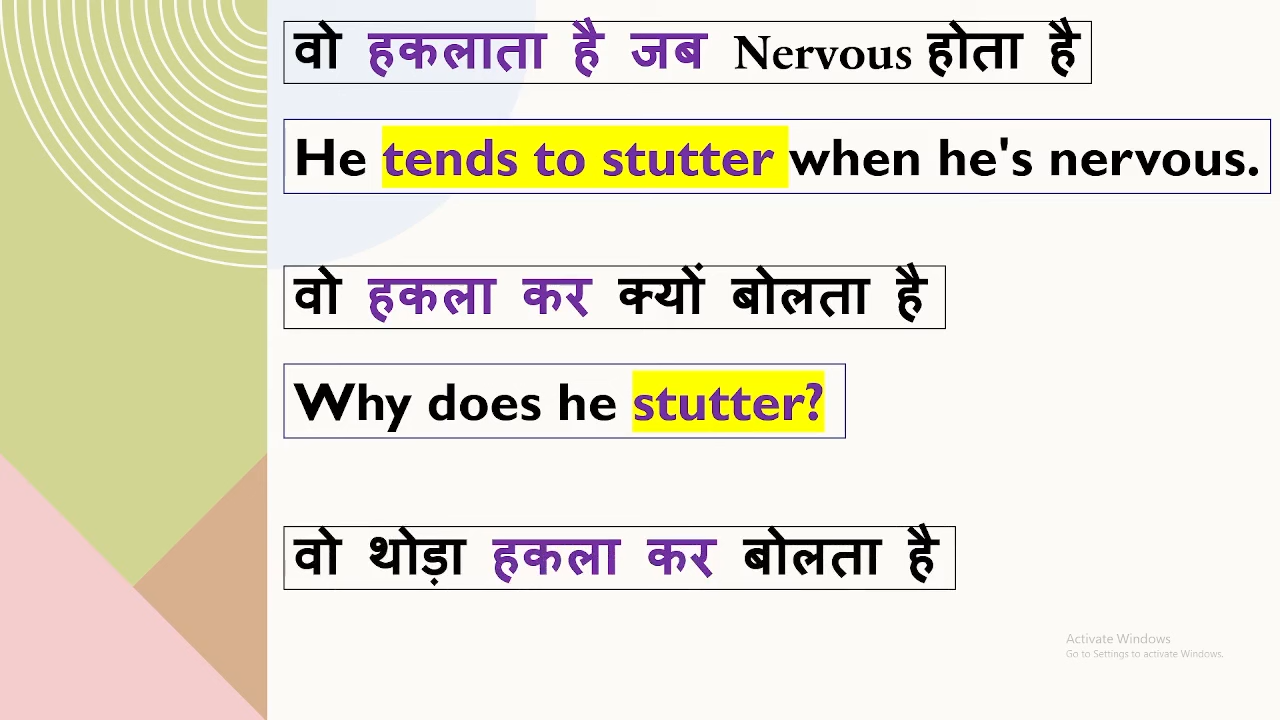 वो हकलाता है जब Nervous होता है
He tends to stutter when he's nervous.
वो हकला कर क्यों बोलता है
Why does he stutter?
वो थोड़ा हकला कर बोलता है
Activate Windows
Go to Settings to activate Windows.